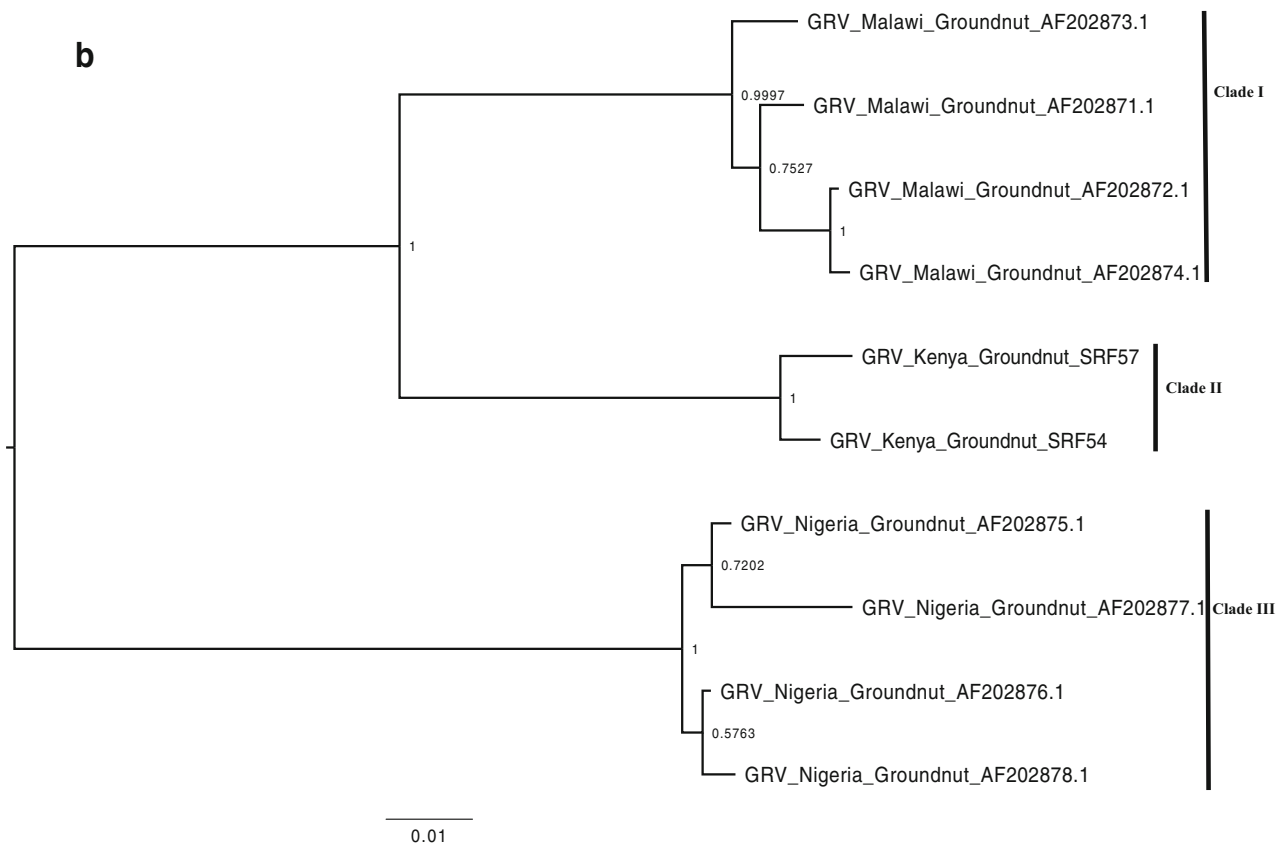 b
GRV_Malawi_Groundnut_AF202873.1
Clade I
0.9997
GRV_Malawi_Groundnut_AF202871.1
0.7527
GRV_Malawi_Groundnut_AF202872.1
1
GRV_Malawi_Groundnut_AF202874.1
1
GRV_Kenya_Groundnut_SRF57
Clade II
1
GRV_Kenya_Groundnut_SRF54
GRV_Nigeria_Groundnut_AF202875.1
0.7202
GRV_Nigeria_Groundnut_AF202877.1
Clade III
1
GRV_Nigeria_Groundnut_AF202876.1
0.5763
GRV_Nigeria_Groundnut_AF202878.1
0.01